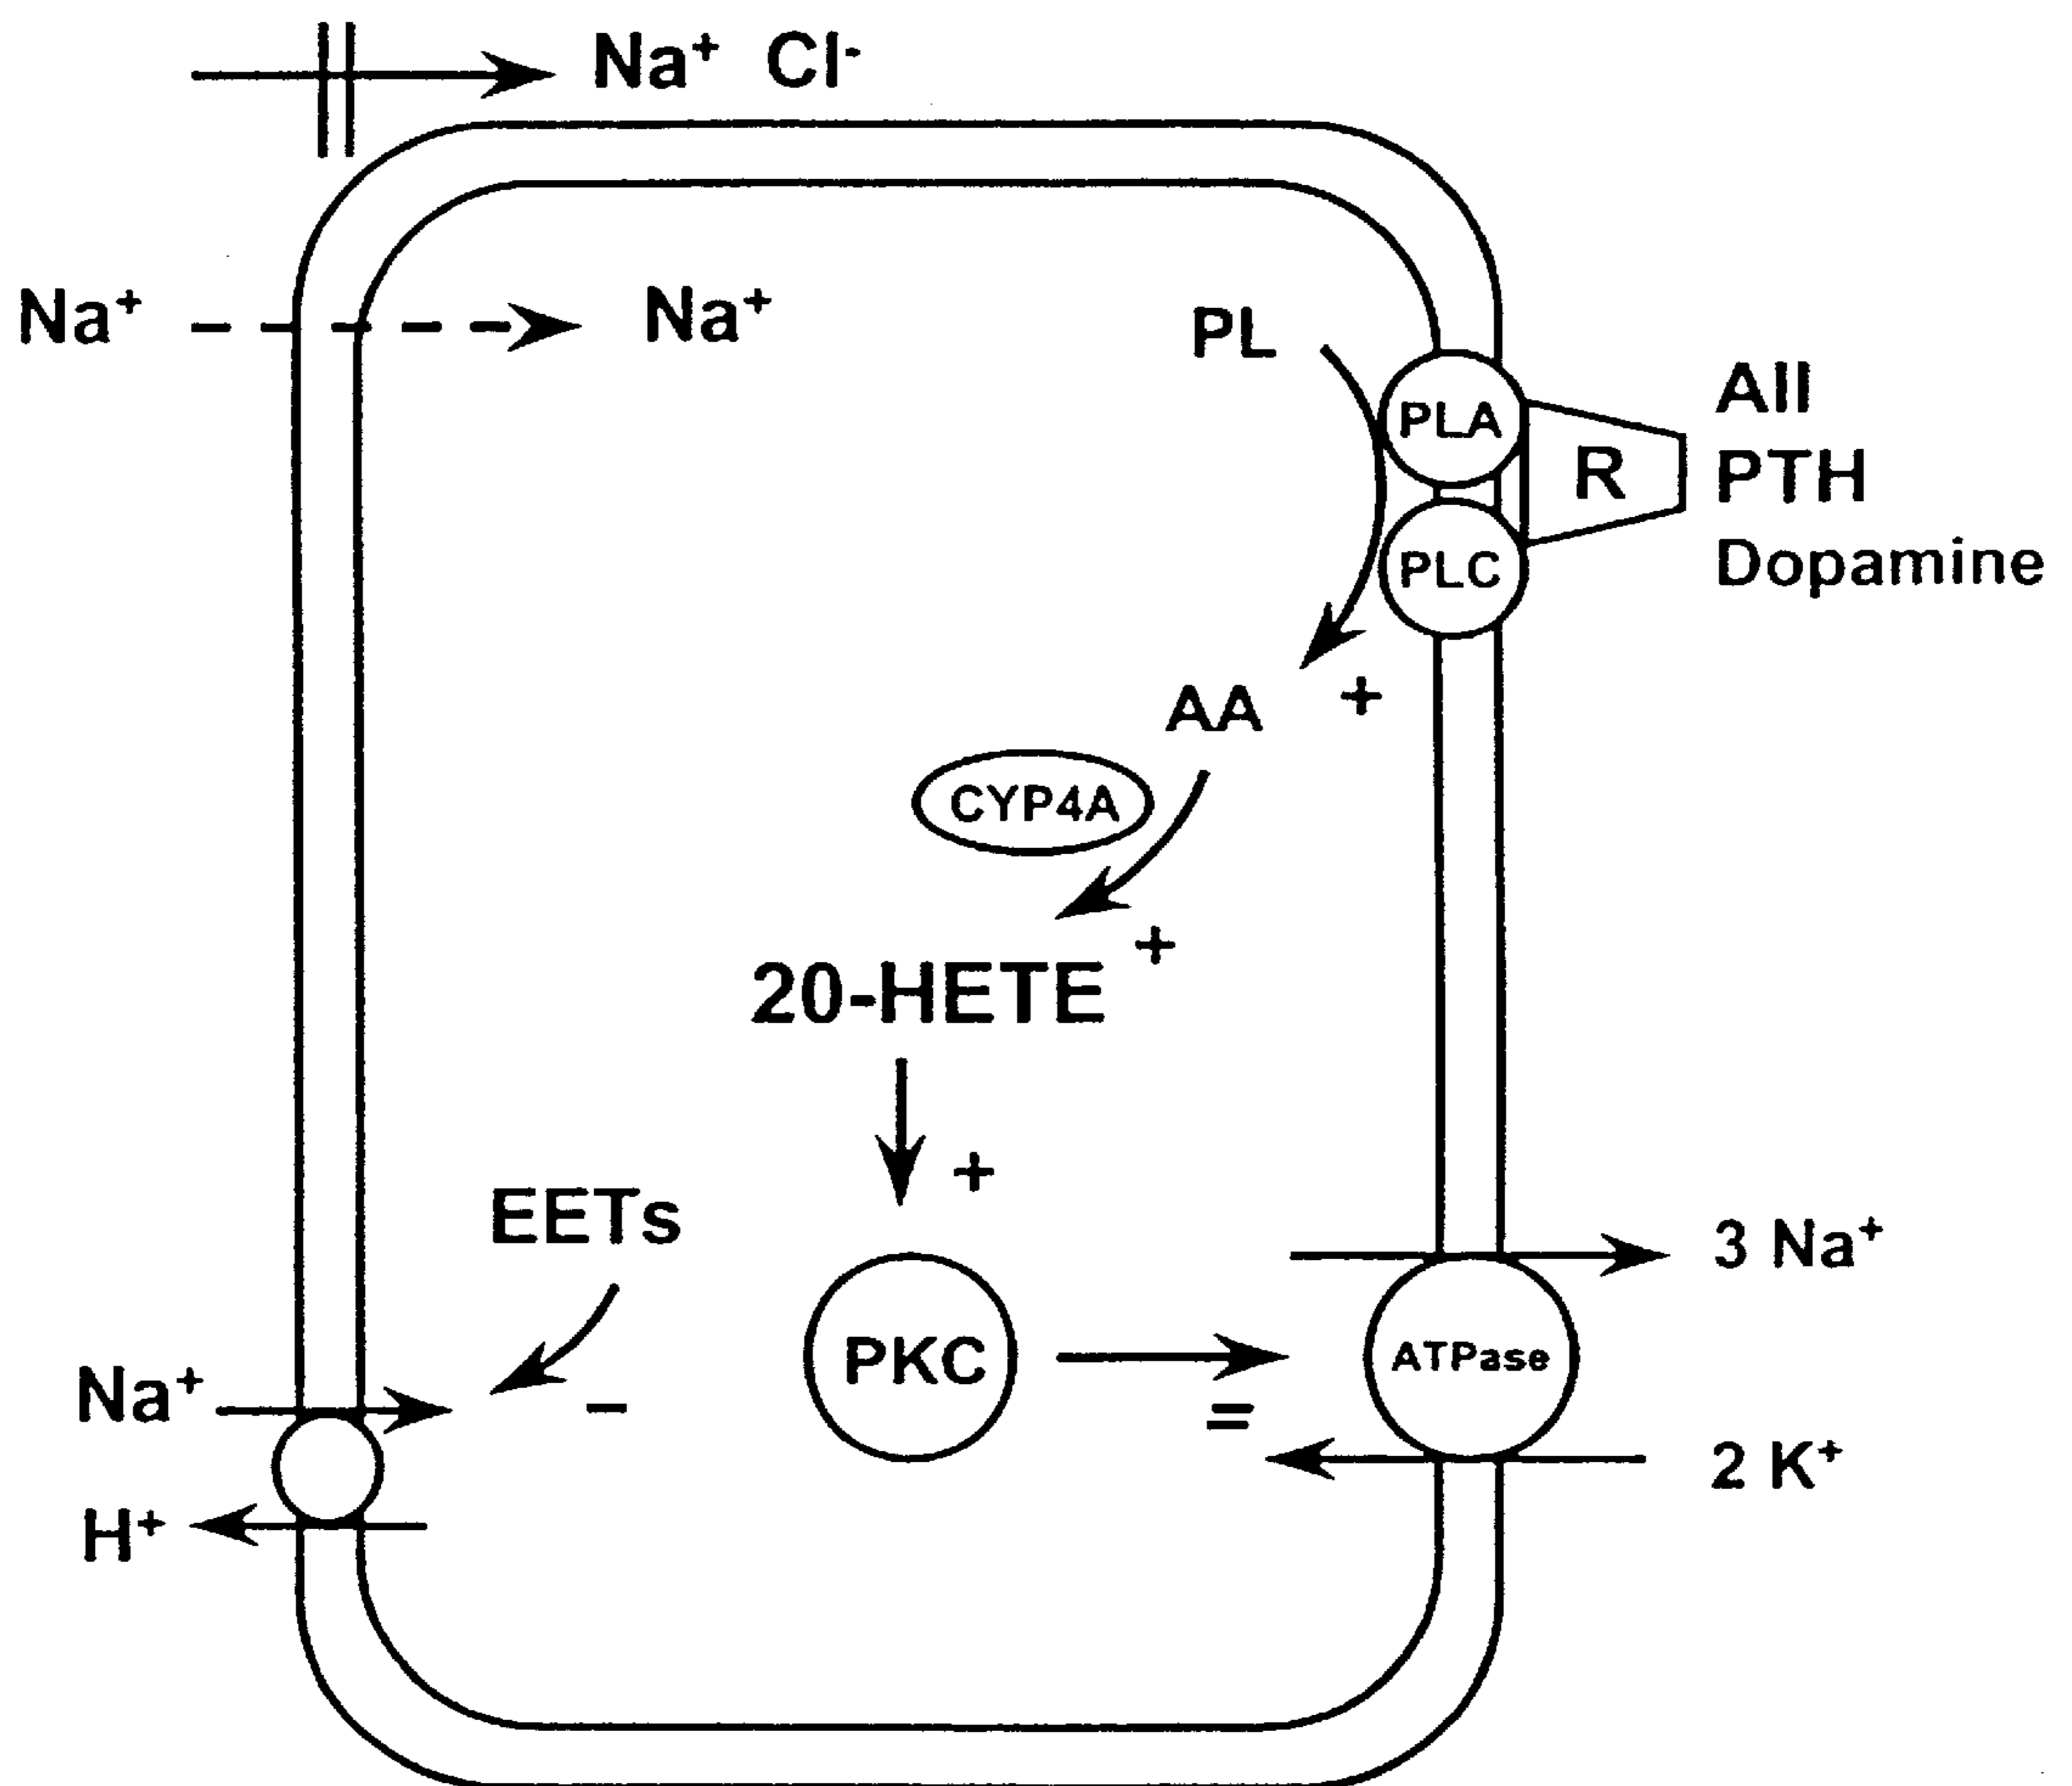 Na⁺ Cl⁻
Na⁺
Na⁺
PL
PLA
R
PLC
AII
PTH
Dopamine
+
AA
CYP4A
+
20-HETE
+
EETs
−
PKC
=
ATPase
3 Na⁺
2 K⁺
Na⁺
H⁺